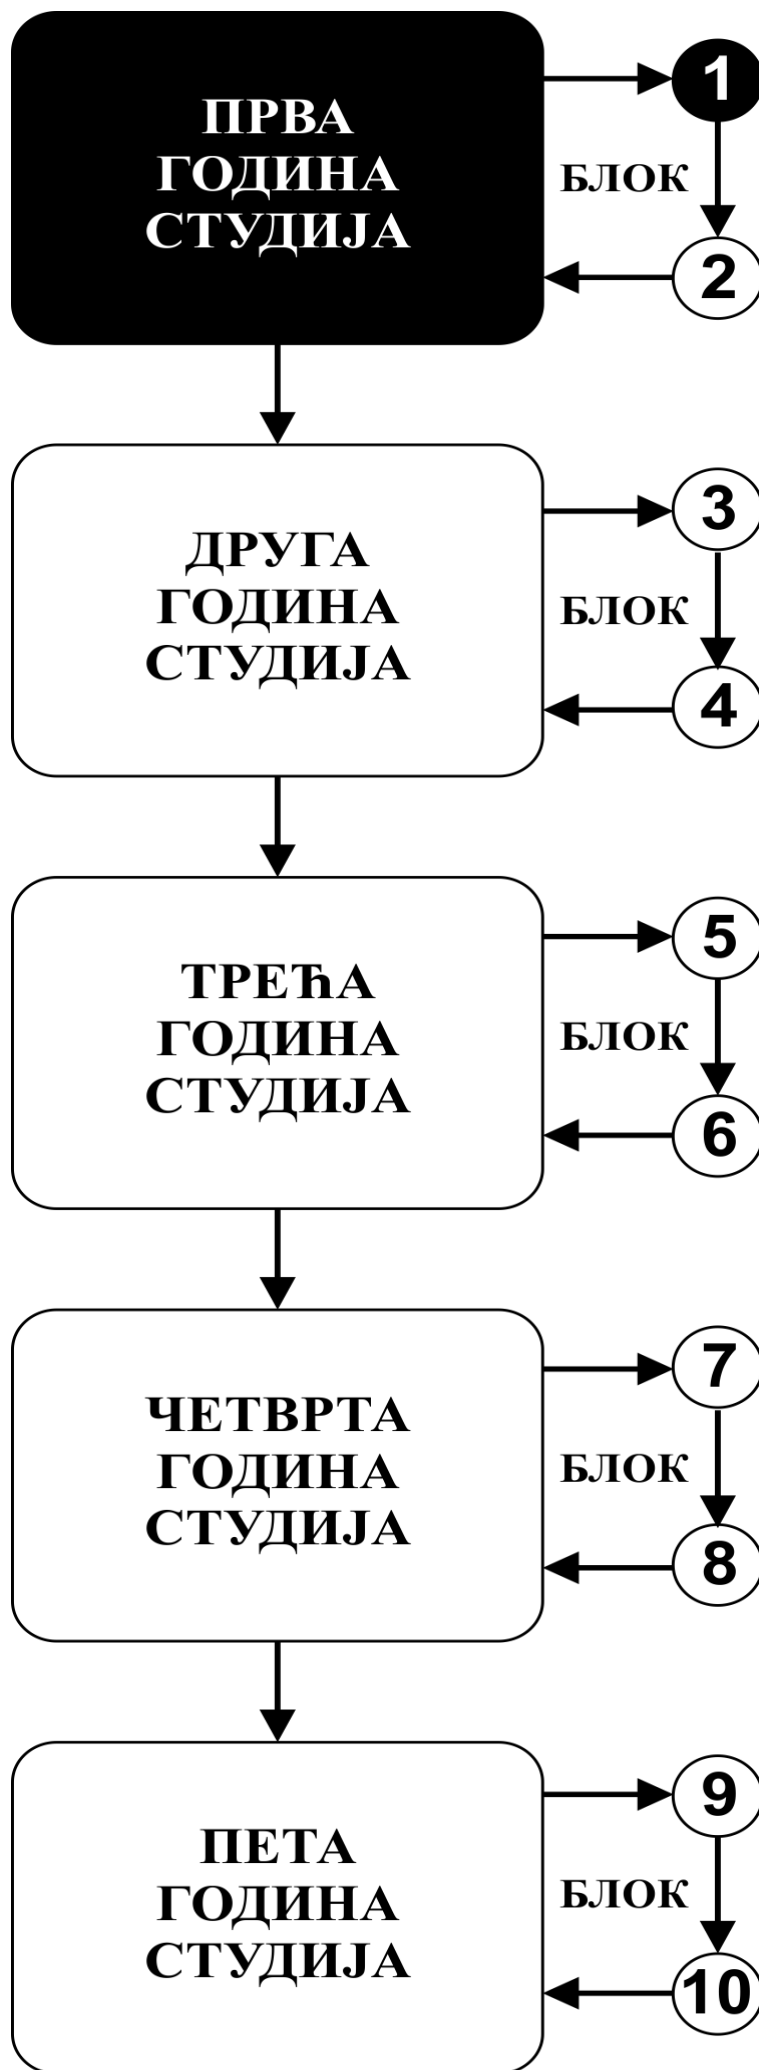 ПРВА
ГОДИНА
СТУДИЈА
1
БЛОК
2
ДРУГА
ГОДИНА
СТУДИЈА
3
БЛОК
4
ТРЕЋА
ГОДИНА
СТУДИЈА
5
БЛОК
6
ЧЕТВРТА
ГОДИНА
СТУДИЈА
7
БЛОК
8
ПЕТА
ГОДИНА
СТУДИЈА
9
БЛОК
10